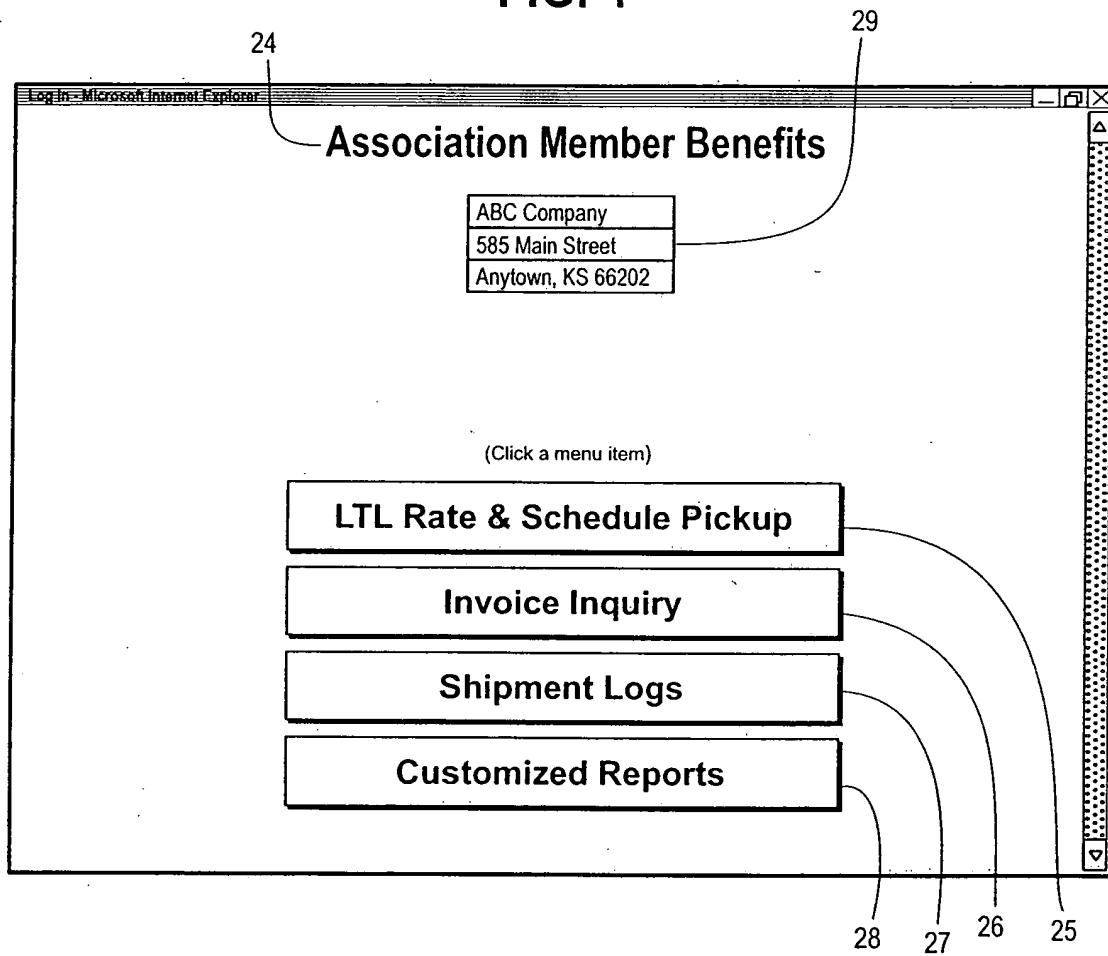 24
29
Log In - Microsoft Internet Explorer
Association Member Benefits
ABC Company
585 Main Street
Anytown, KS 66202
(Click a menu item)
LTL Rate & Schedule Pickup
Invoice Inquiry
Shipment Logs
Customized Reports
28
27
26
25